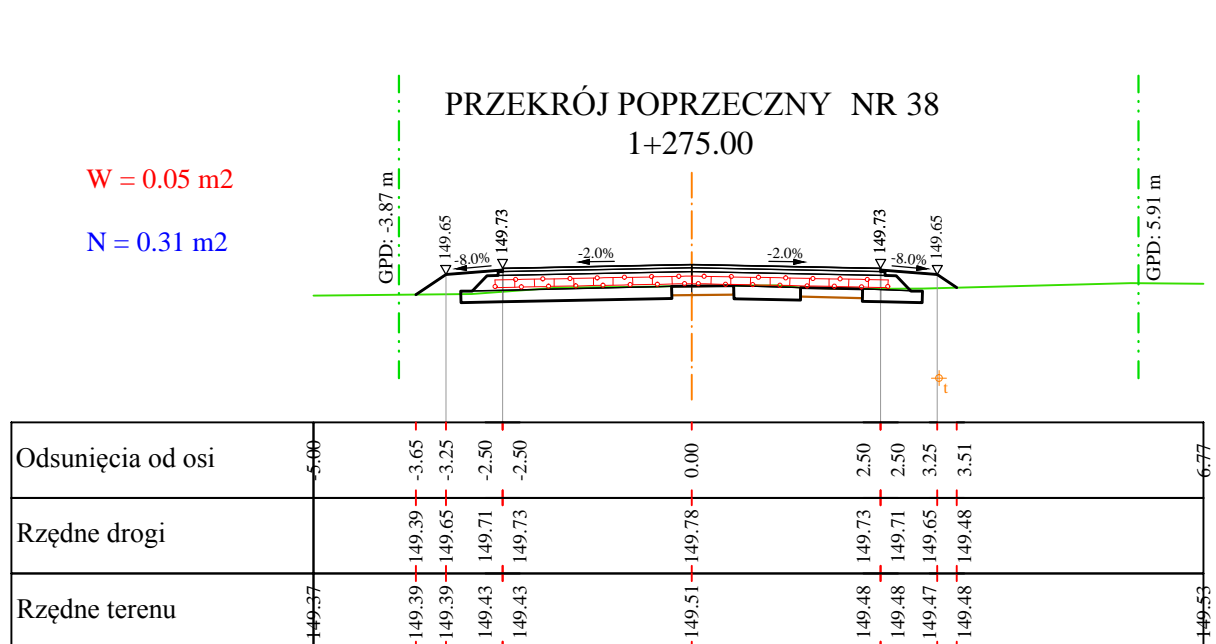 PRZEKRÓJ POPRZECZNY NR 38
1+275.00
W = 0.05 m2
N = 0.31 m2
GPD: -3.87 m
GPD: 5.91 m
149.65
149.73
149.73
149.65
-8.0%
-2.0%
-2.0%
-8.0%
t
Odsunięcia od osi -5.00 -3.65 -3.25 -2.50 -2.50 0.00 2.50 2.50 3.25 3.51 6.77
Rzędne drogi 149.39 149.65 149.71 149.73 149.78 149.73 149.71 149.65 149.48
Rzędne terenu 149.37 149.39 149.39 149.43 149.43 149.51 149.48 149.48 149.47 149.48 149.53